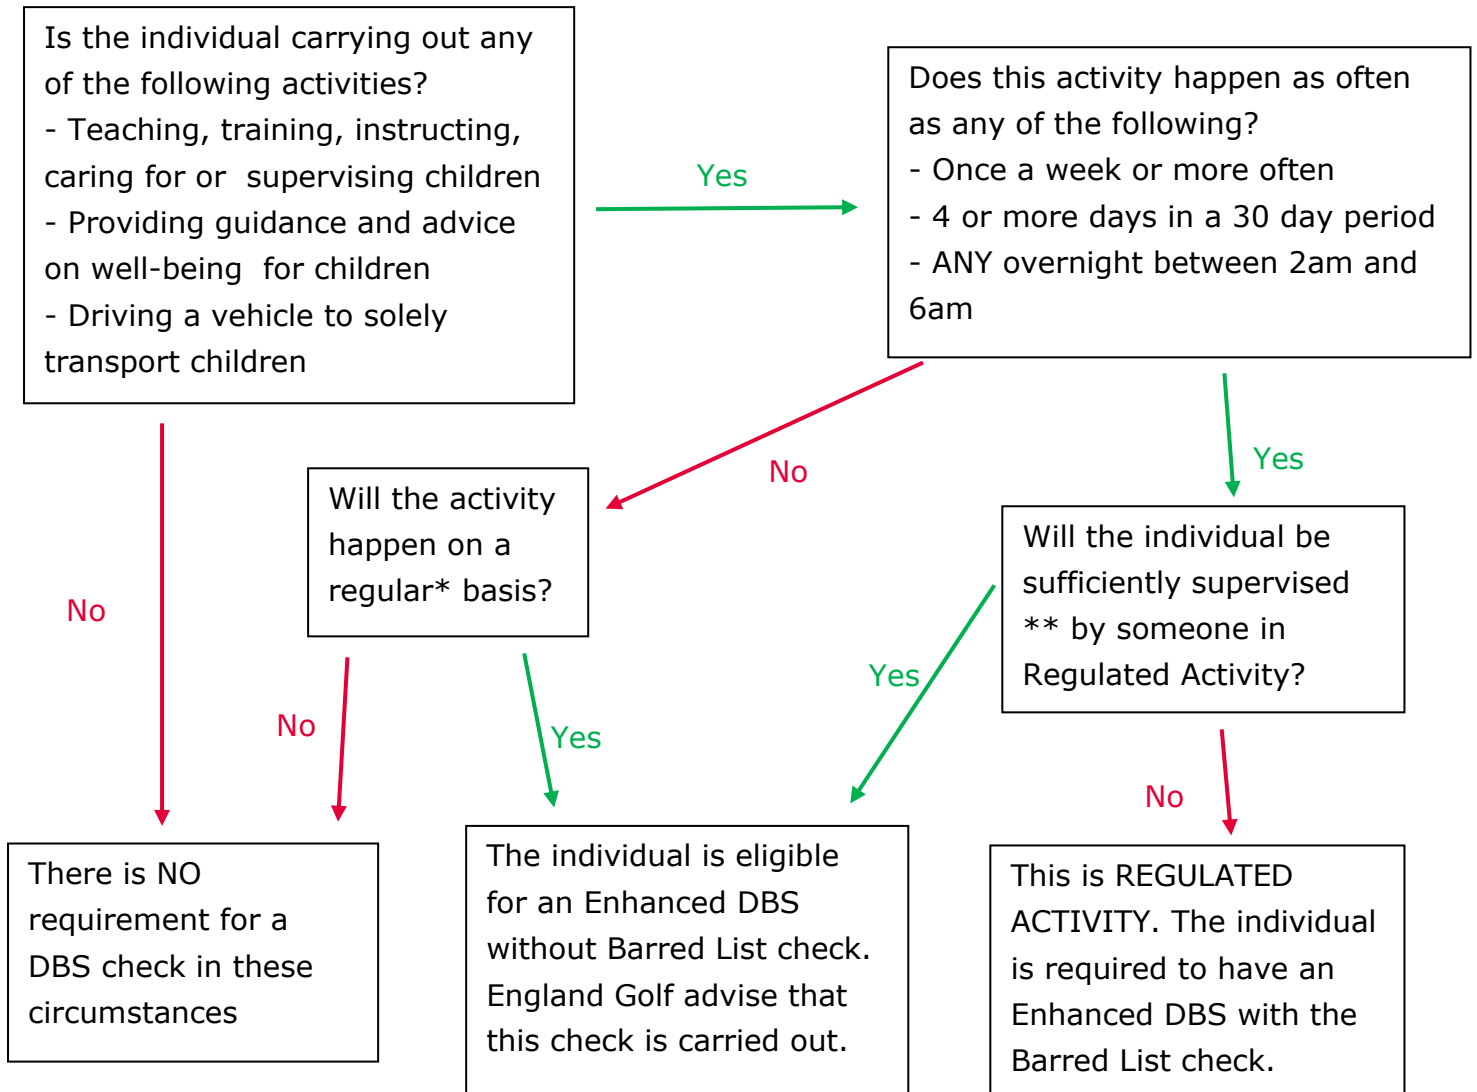 Is the individual carrying out any
of the following activities?
- Teaching, training, instructing,
caring for or  supervising children
- Providing guidance and advice
on well-being  for children
- Driving a vehicle to solely
transport children
Yes
Does this activity happen as often
as any of the following?
- Once a week or more often
- 4 or more days in a 30 day period
- ANY overnight between 2am and
6am
No
No
Yes
Will the activity
happen on a
regular* basis?
Will the individual be
sufficiently supervised
** by someone in
Regulated Activity?
No
Yes
Yes
No
There is NO
requirement for a
DBS check in these
circumstances
The individual is eligible
for an Enhanced DBS
without Barred List check.
England Golf advise that
this check is carried out.
This is REGULATED
ACTIVITY. The individual
is required to have an
Enhanced DBS with the
Barred List check.